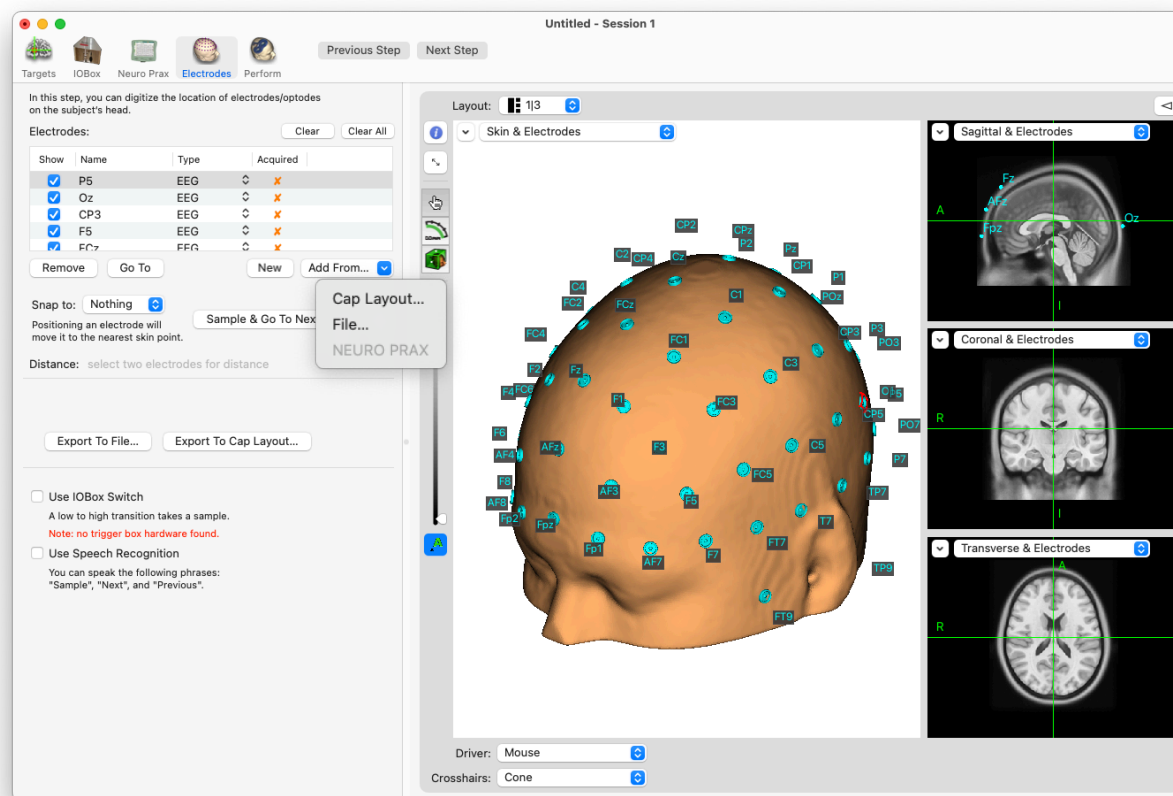 Untitled - Session 1
Targets
IOBox
Neuro Prax
Electrodes
Perform
Previous Step
Next Step
In this step, you can digitize the location of electrodes/optodes
on the subject's head.
Electrodes:
Clear
Clear All
Show Name Type Acquired
P5 EEG
Oz EEG
CP3 EEG
F5 EEG
FCz EEG
Remove
Go To
New
Add From...
Cap Layout...
File...
NEURO PRAX
Snap to: Nothing
Positioning an electrode will
move it to the nearest skin point.
Sample & Go To Nex
Distance: select two electrodes for distance
Export To File...
Export To Cap Layout...
Use IOBox Switch
A low to high transition takes a sample.
Note: no trigger box hardware found.
Use Speech Recognition
You can speak the following phrases:
"Sample", "Next", and "Previous".
Layout: 1|3
Skin & Electrodes
CP2
CPz
P2
C2
CP4
Cz
Pz
CP1
C4
FC2
FCz
C1
P1
POz
FC4
FC1
CP3
P3
PO3
F2
Fz
C3
F4
FC6
F1
FC3
CP5
PO7
F6
AFz
F3
C5
AF4
FC5
P7
F8
AF3
F5
TP7
AF8
Fp2
Fpz
T7
Fp1
AF7
F7
FT7
TP9
FT9
A
Sagittal & Electrodes
Fz
AFz
Fpz
Oz
A
I
Coronal & Electrodes
R
I
Transverse & Electrodes
A
R
Driver: Mouse
Crosshairs: Cone